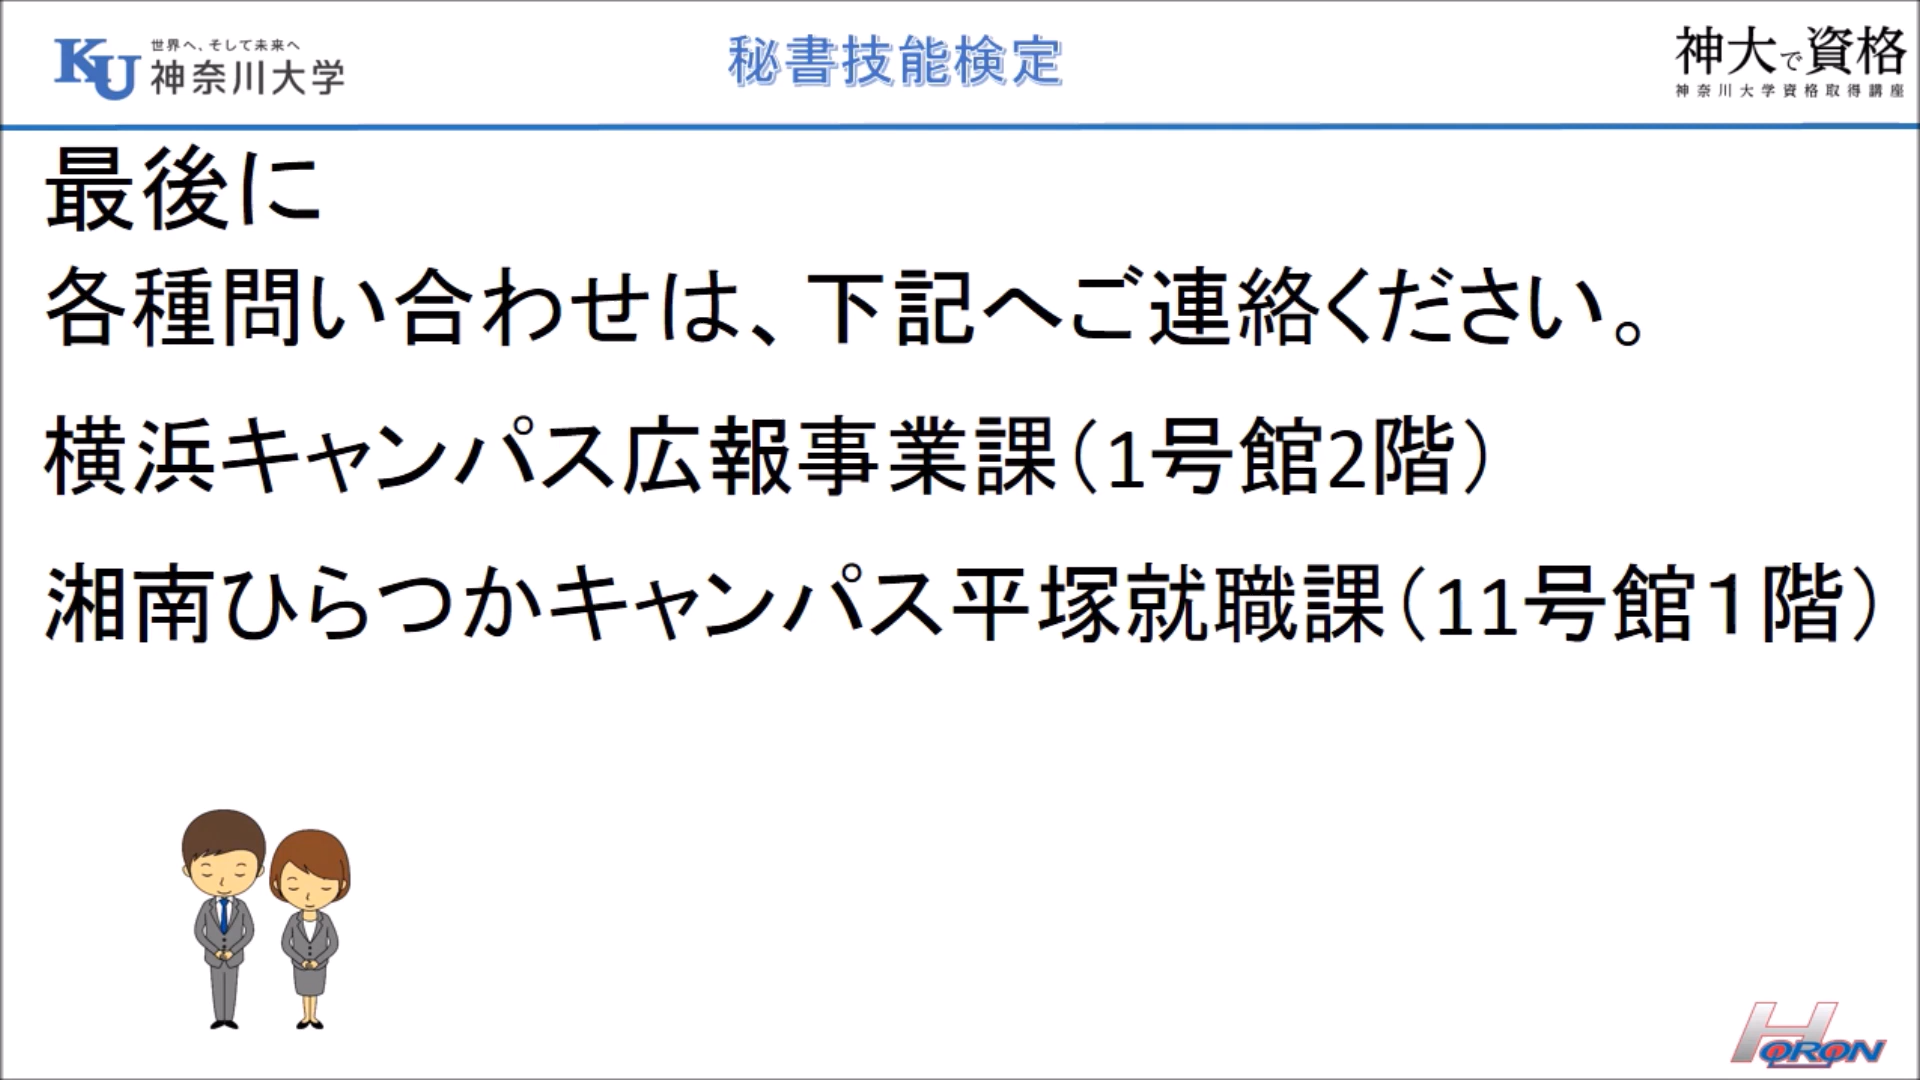 KU
世界へ、そして未来へ
神奈川大学
秘書技能検定
神大で資格
神奈川大学資格取得講座
最後に
各種問い合わせは、下記へご連絡ください。
横浜キャンパス広報事業課（1号館2階）
湘南ひらつかキャンパス平塚就職課（11号館１階）
HORON